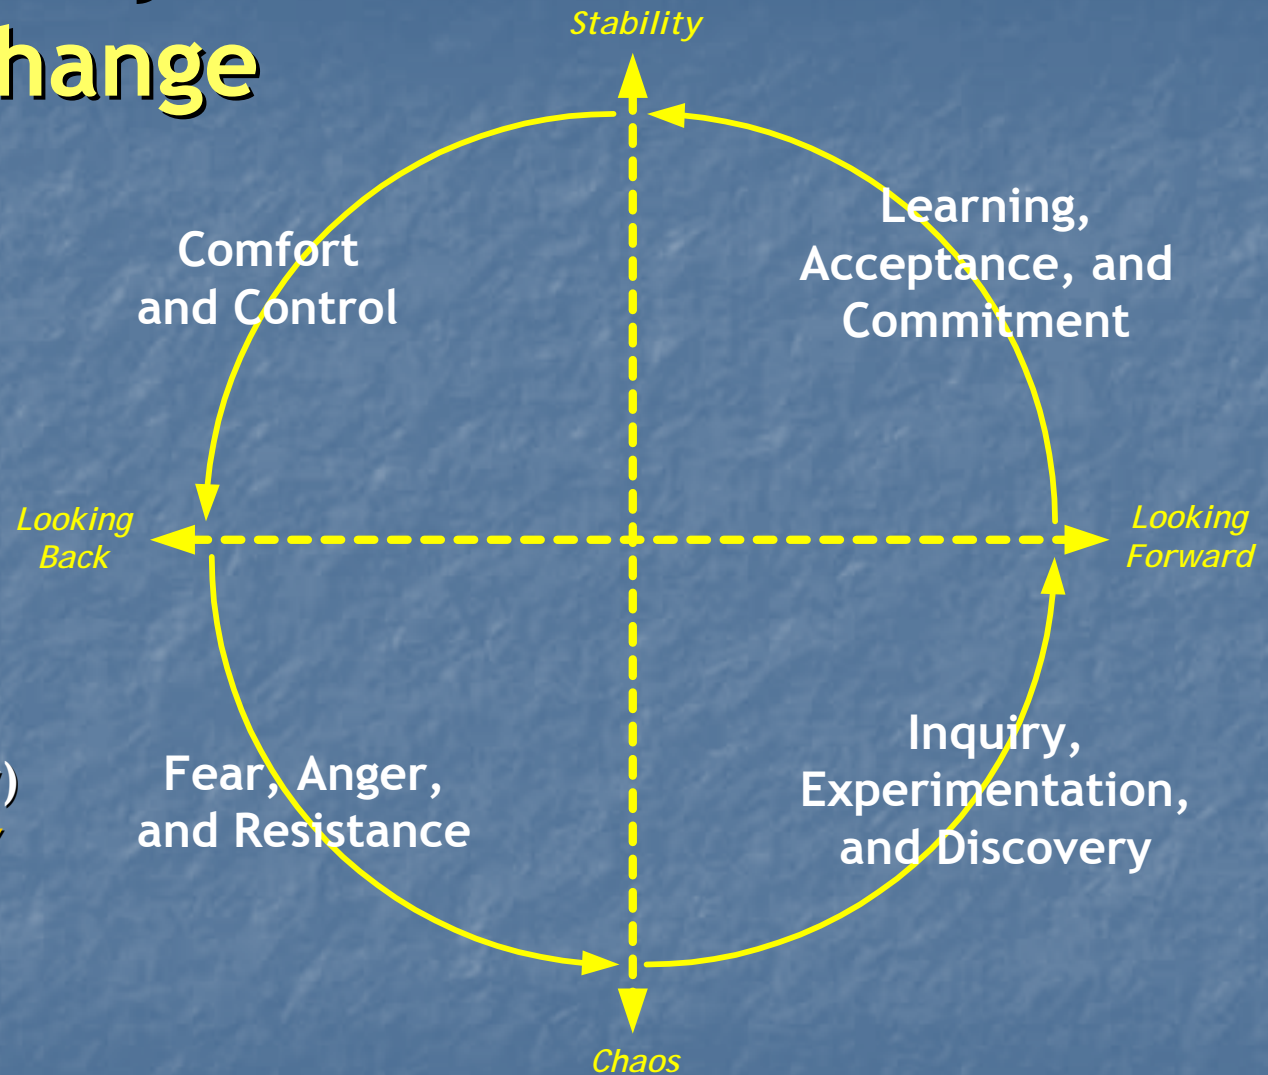 hange
Stability
Comfort
and Control
Learning,
Acceptance, and
Commitment
Looking
Back
Looking
Forward
)
Fear, Anger,
and Resistance
Inquiry,
Experimentation,
and Discovery
Chaos